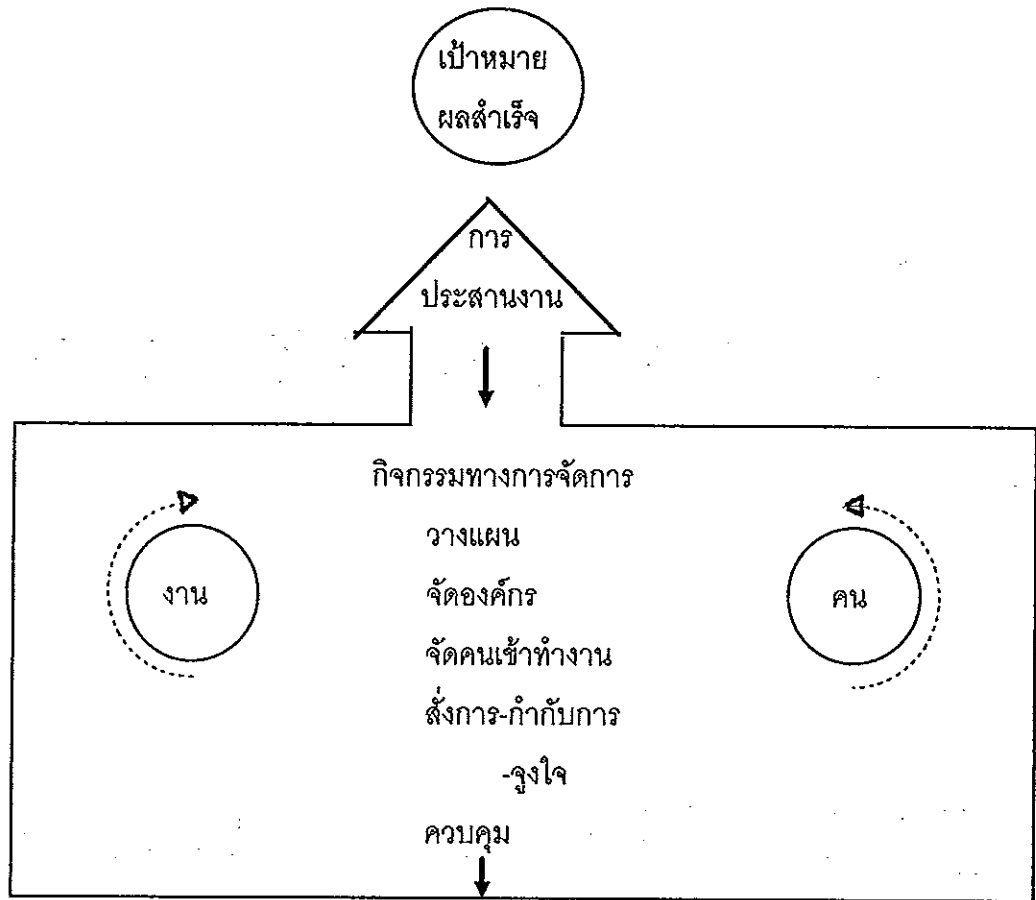 เป้าหมาย
ผลสำเร็จ
การ
ประสานงาน
กิจกรรมทางการจัดการ
วางแผน
งาน
จัดองค์กร
คน
จัดคนเข้าทำงาน
สั่งการ-กำกับการ
-จูงใจ
ควบคุม